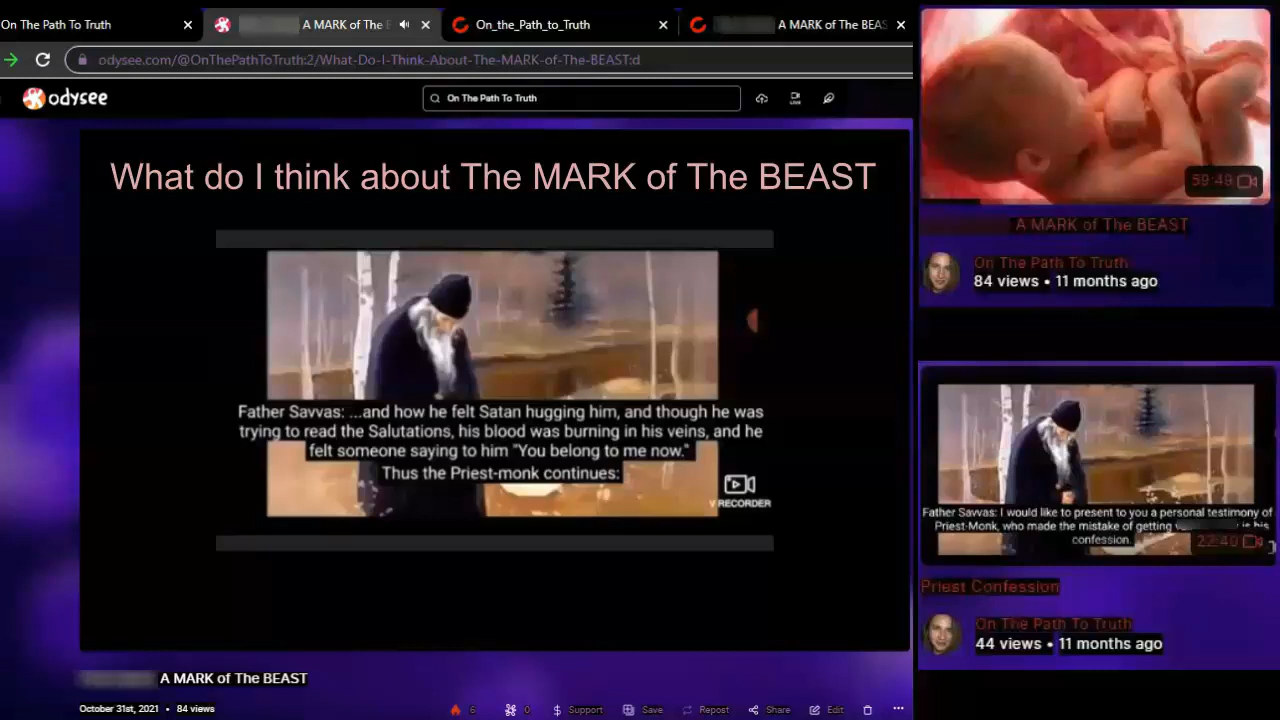 On The Path To Truth
A MARK of The B
On_the_Path_to_Truth
A MARK of The BEAS
odysee.com/@OnThePathToTruth:2/What-Do-I-Think-About-The-MARK-of-The-BEAST:d
odysee
On The Path To Truth
LIVE
What do I think about The MARK of The BEAST
Father Savvas: ...and how he felt Satan hugging him, and though he was
trying to read the Salutations, his blood was burning in his veins, and he
felt someone saying to him "You belong to me now."
Thus the Priest-monk continues:
V RECORDER
A MARK of The BEAST
October 31st, 2021 • 84 views
6
0
Support
Save
Repost
Share
Edit
59:49
A MARK of The BEAST
On The Path To Truth
84 views • 11 months ago
Father Savvas: I would like to present to you a personal testimony of
Priest-Monk, who made the mistake of getting is his
confession.
22:40
Priest Confession
On The Path To Truth
44 views • 11 months ago